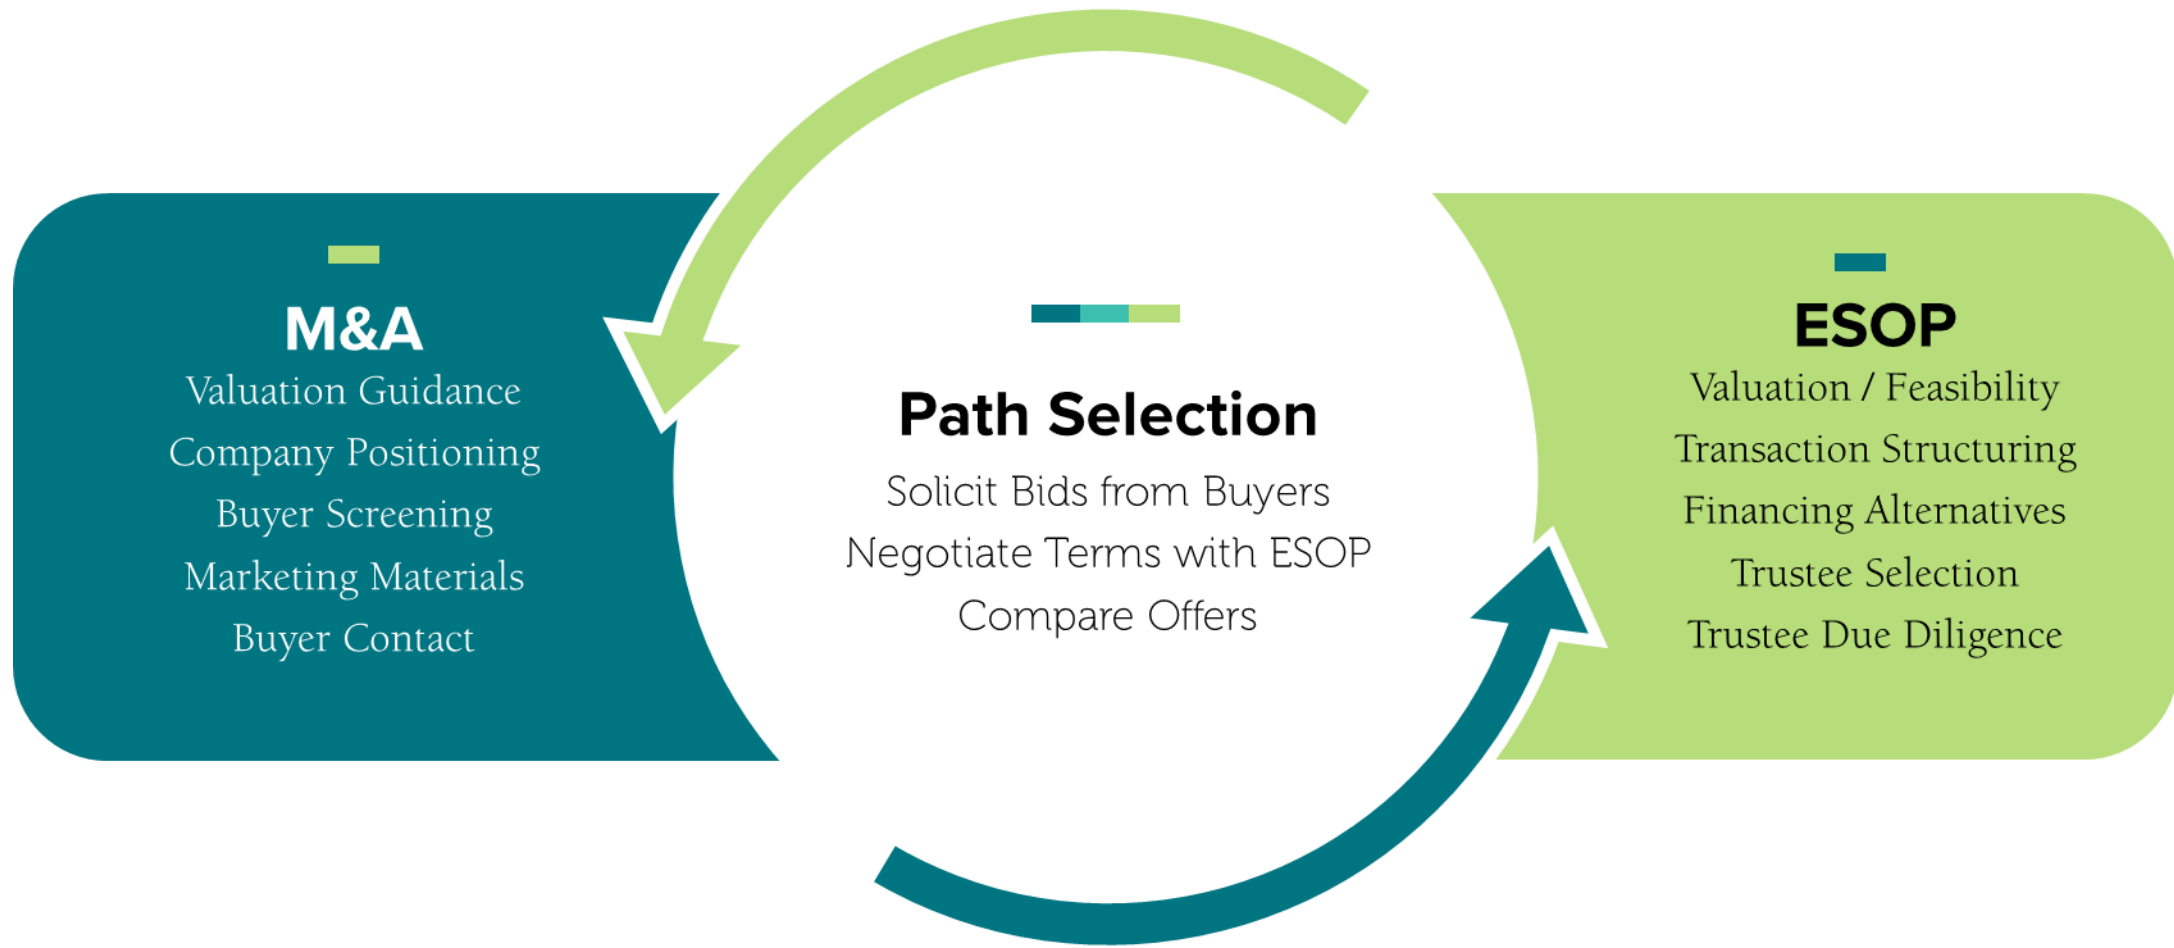 M&A
Valuation Guidance
Company Positioning
Buyer Screening
Marketing Materials
Buyer Contact
Path Selection
Solicit Bids from Buyers
Negotiate Terms with ESOP
Compare Offers
ESOP
Valuation / Feasibility
Transaction Structuring
Financing Alternatives
Trustee Selection
Trustee Due Diligence